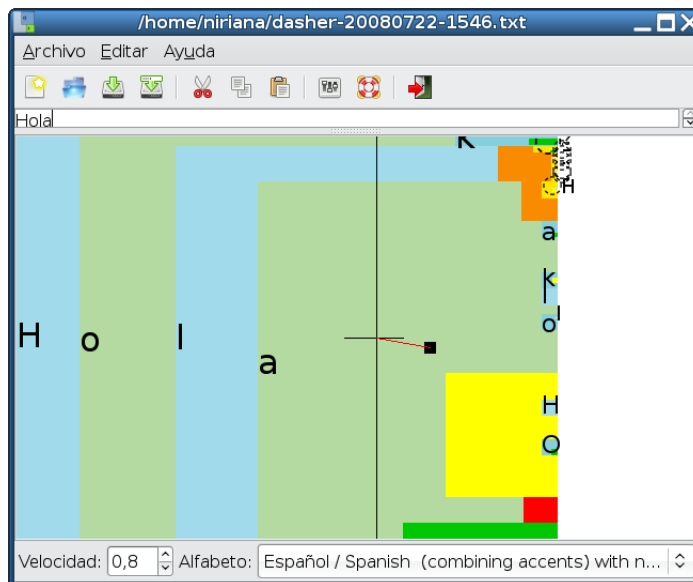 /home/niriana/dasher-20080722-1546.txt
Archivo Editar Ayuda
Hola
K
H
a
K
l
o
H o l a
H
O
Velocidad: 0,8 Alfabeto: Español / Spanish (combining accents) with n...